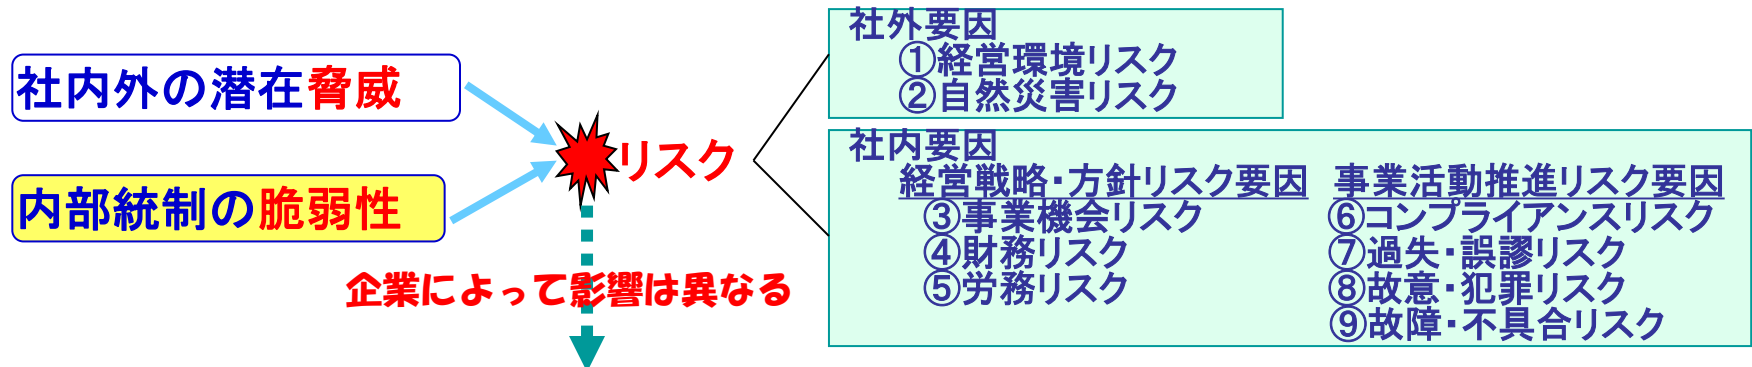 社内外の潜在脅威
内部統制の脆弱性
リスク
企業によって影響は異なる
社外要因
①経営環境リスク
②自然災害リスク
社内要因
経営戦略・方針リスク要因
③事業機会リスク
④財務リスク
⑤労務リスク
事業活動推進リスク要因
⑥コンプライアンスリスク
⑦過失・誤謬リスク
⑧故意・犯罪リスク
⑨故障・不具合リスク